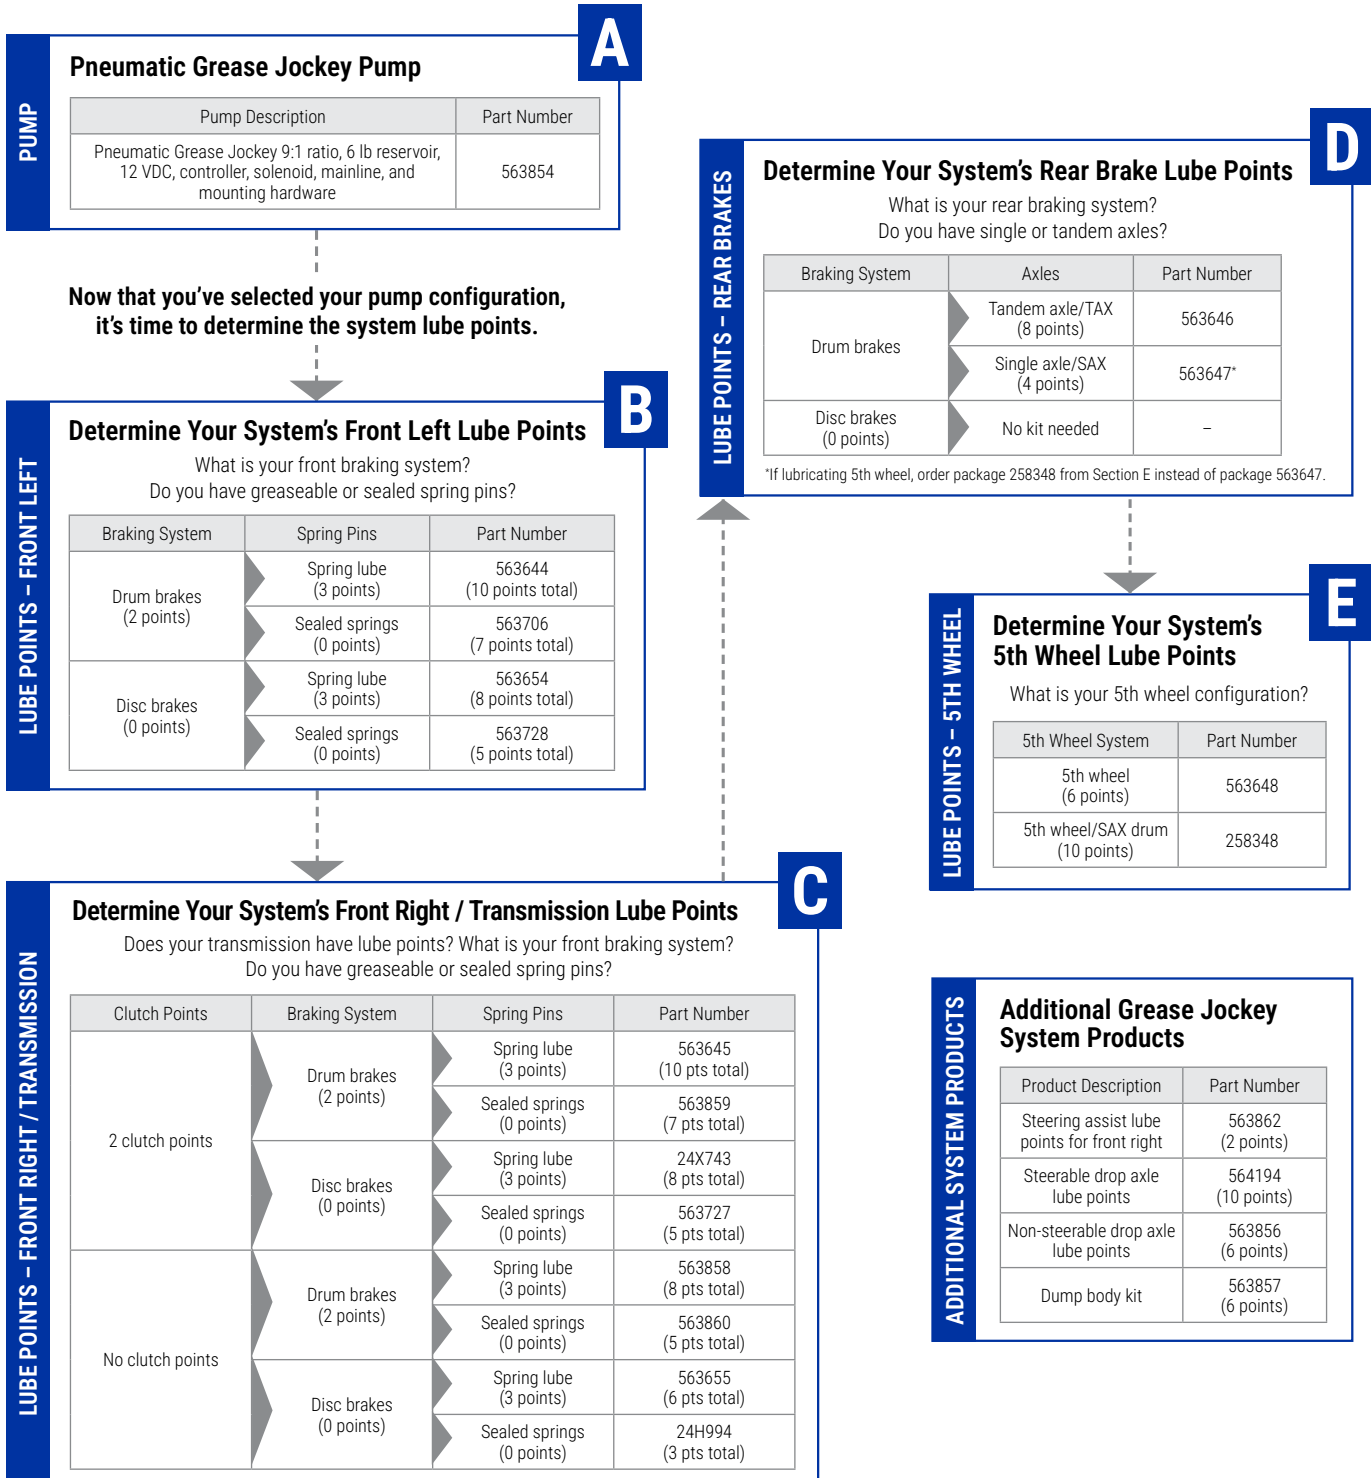 A
PUMP
Pneumatic Grease Jockey Pump
Pump Description
Part Number
Pneumatic Grease Jockey 9:1 ratio, 6 lb reservoir,
12 VDC, controller, solenoid, mainline, and
mounting hardware
563854
Now that you've selected your pump configuration,
it's time to determine the system lube points.
B
LUBE POINTS – FRONT LEFT
Determine Your System's Front Left Lube Points
What is your front braking system?
Do you have greaseable or sealed spring pins?
Braking System
Spring Pins
Part Number
Drum brakes
(2 points)
Spring lube
(3 points)
563644
(10 points total)
Sealed springs
(0 points)
563706
(7 points total)
Disc brakes
(0 points)
Spring lube
(3 points)
563654
(8 points total)
Sealed springs
(0 points)
563728
(5 points total)
C
LUBE POINTS – FRONT RIGHT / TRANSMISSION
Determine Your System's Front Right / Transmission Lube Points
Does your transmission have lube points? What is your front braking system?
Do you have greaseable or sealed spring pins?
Clutch Points
Braking System
Spring Pins
Part Number
2 clutch points
Drum brakes
(2 points)
Spring lube
(3 points)
563645
(10 pts total)
Sealed springs
(0 points)
563859
(7 pts total)
Disc brakes
(0 points)
Spring lube
(3 points)
24X743
(8 pts total)
Sealed springs
(0 points)
563727
(5 pts total)
No clutch points
Drum brakes
(2 points)
Spring lube
(3 points)
563858
(8 pts total)
Sealed springs
(0 points)
563860
(5 pts total)
Disc brakes
(0 points)
Spring lube
(3 points)
563655
(6 pts total)
Sealed springs
(0 points)
24H994
(3 pts total)
D
LUBE POINTS – REAR BRAKES
Determine Your System's Rear Brake Lube Points
What is your rear braking system?
Do you have single or tandem axles?
Braking System
Axles
Part Number
Drum brakes
Tandem axle/TAX
(8 points)
563646
Single axle/SAX
(4 points)
563647*
Disc brakes
(0 points)
No kit needed
–
*If lubricating 5th wheel, order package 258348 from Section E instead of package 563647.
E
LUBE POINTS – 5TH WHEEL
Determine Your System's
5th Wheel Lube Points
What is your 5th wheel configuration?
5th Wheel System
Part Number
5th wheel
(6 points)
563648
5th wheel/SAX drum
(10 points)
258348
ADDITIONAL SYSTEM PRODUCTS
Additional Grease Jockey
System Products
Product Description
Part Number
Steering assist lube
points for front right
563862
(2 points)
Steerable drop axle
lube points
564194
(10 points)
Non-steerable drop axle
lube points
563856
(6 points)
Dump body kit
563857
(6 points)